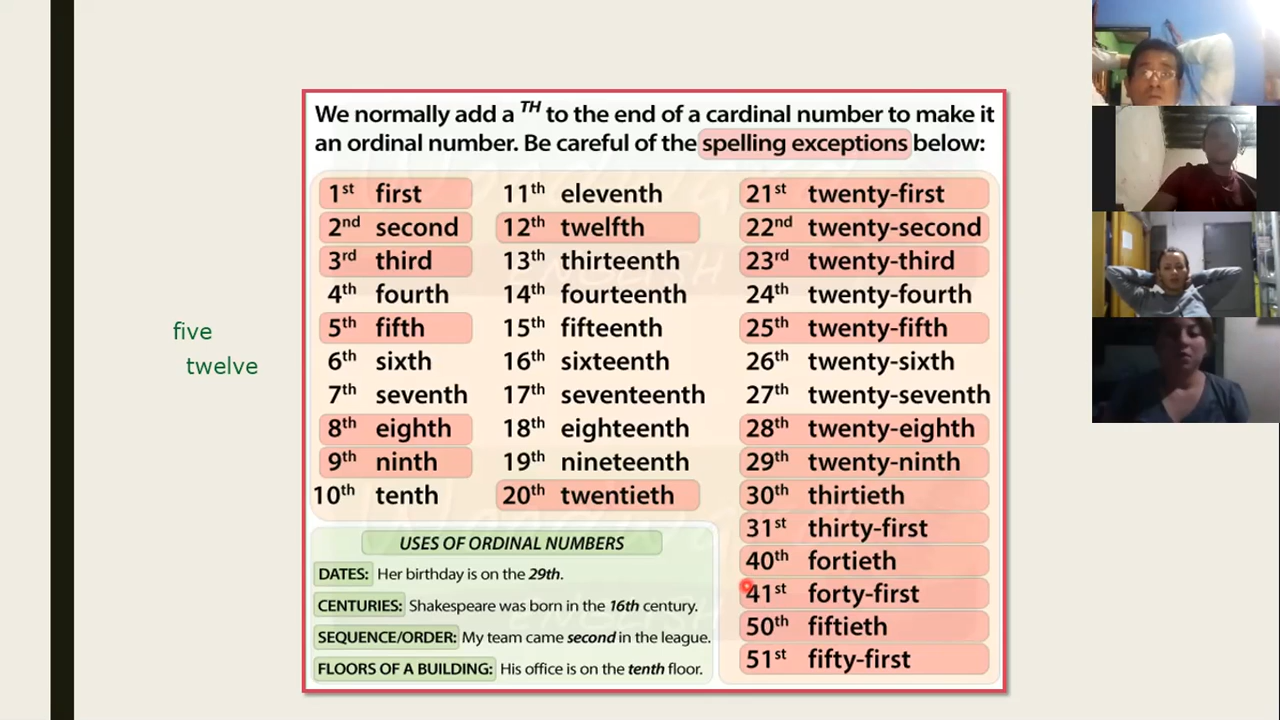 We normally add a TH to the end of a cardinal number to make it
an ordinal number. Be careful of the spelling exceptions below:
1st first
2nd second
3rd third
4th fourth
5th fifth
6th sixth
7th seventh
8th eighth
9th ninth
10th tenth
11th eleventh
12th twelfth
13th thirteenth
14th fourteenth
15th fifteenth
16th sixteenth
17th seventeenth
18th eighteenth
19th nineteenth
20th twentieth
21st twenty-first
22nd twenty-second
23rd twenty-third
24th twenty-fourth
25th twenty-fifth
26th twenty-sixth
27th twenty-seventh
28th twenty-eighth
29th twenty-ninth
30th thirtieth
31st thirty-first
40th fortieth
41st forty-first
50th fiftieth
51st fifty-first
five
twelve
USES OF ORDINAL NUMBERS
DATES: Her birthday is on the 29th.
CENTURIES: Shakespeare was born in the 16th century.
SEQUENCE/ORDER: My team came second in the league.
FLOORS OF A BUILDING: His office is on the tenth floor.